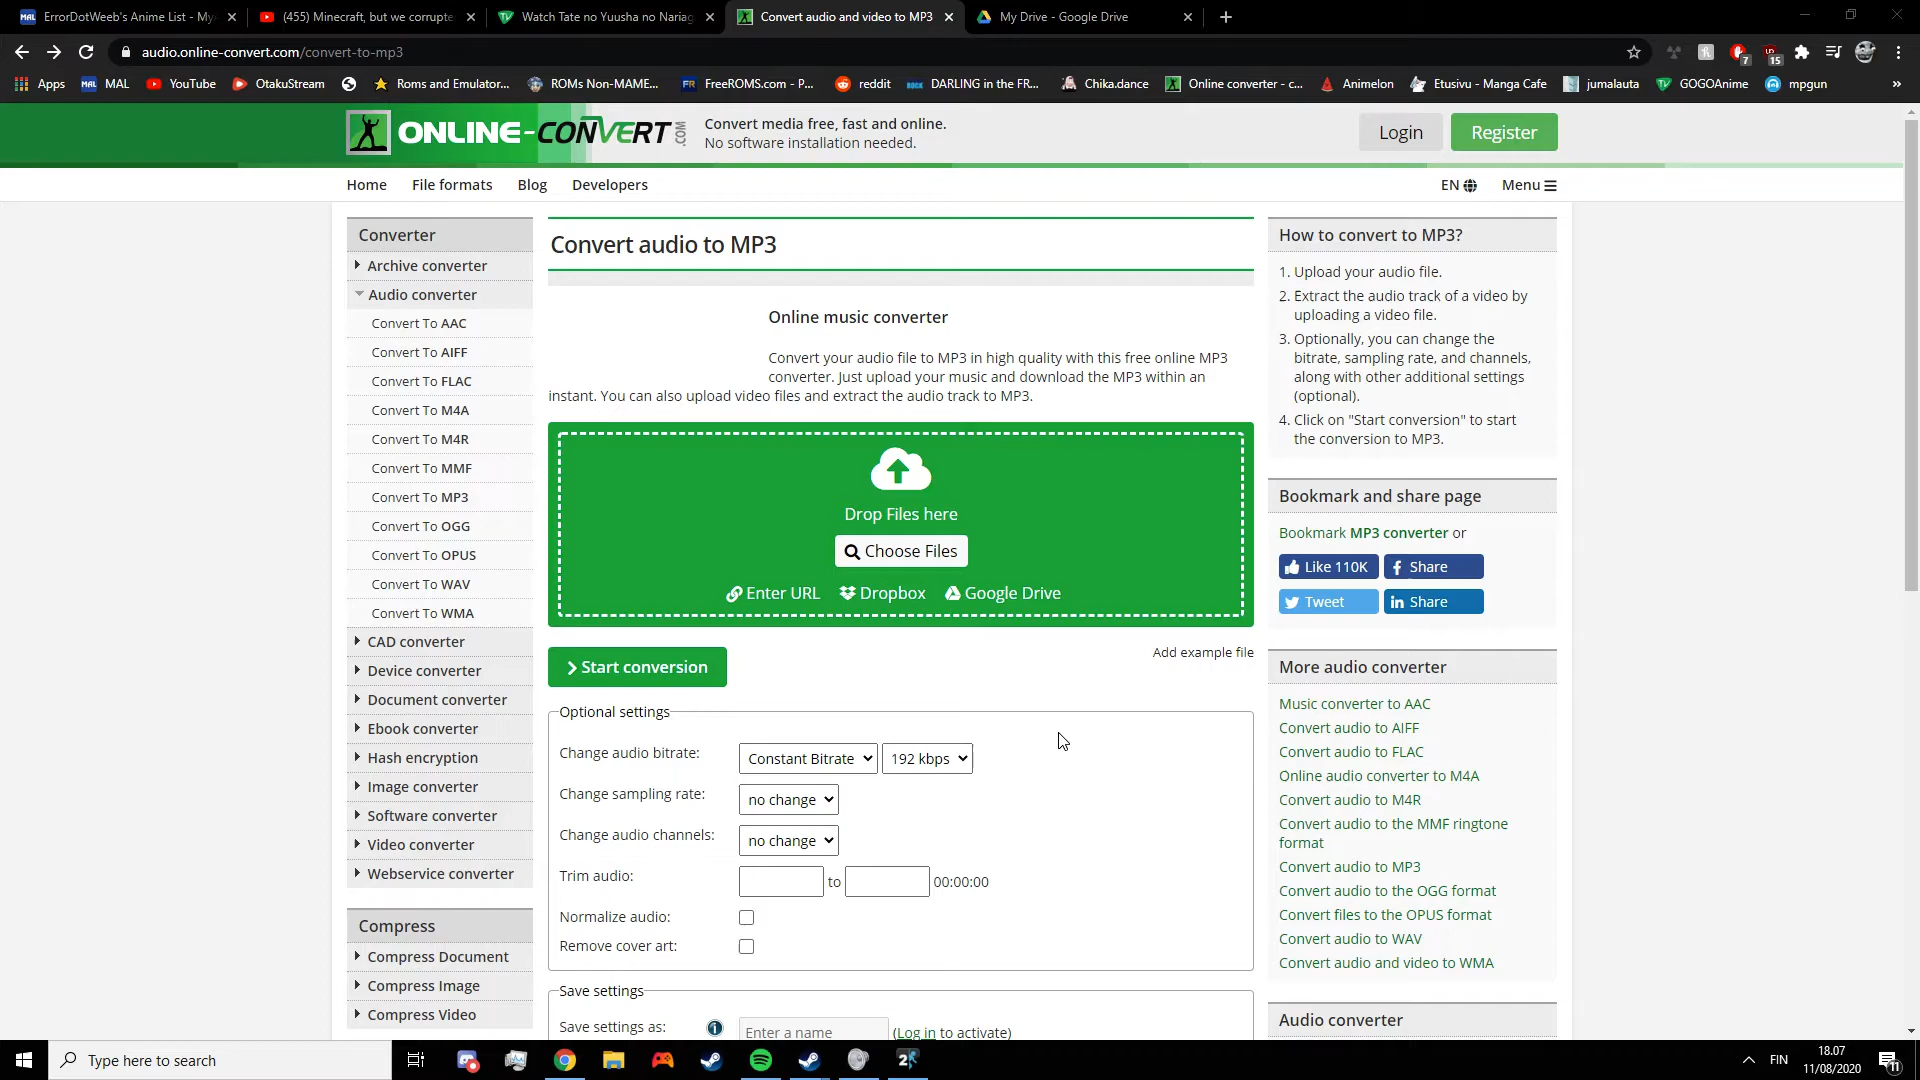 ErrorDotWeeb's Anime List - My
(455) Minecraft, but we corrupte
Watch Tate no Yuusha no Nariag
Convert audio and video to MP3
My Drive - Google Drive
audio.online-convert.com/convert-to-mp3
7
15
Apps
MAL MAL
YouTube
OtakuStream
Roms and Emulator...
ROMs Non-MAME...
FR FreeROMS.com - P...
reddit
DARLING in the FR...
Chika.dance
Online converter - c...
Animelon
Etusivu - Manga Cafe
jumalauta
GOGOAnime
mpgun
»
ONLINE-CONVERT.COM
Convert media free, fast and online.
No software installation needed.
Login
Register
Home
File formats
Blog
Developers
EN
Menu
Converter
Archive converter
Audio converter
Convert To AAC
Convert To AIFF
Convert To FLAC
Convert To M4A
Convert To M4R
Convert To MMF
Convert To MP3
Convert To OGG
Convert To OPUS
Convert To WAV
Convert To WMA
CAD converter
Device converter
Document converter
Ebook converter
Hash encryption
Image converter
Software converter
Video converter
Webservice converter
Compress
Compress Document
Compress Image
Compress Video
Convert audio to MP3
Online music converter
Convert your audio file to MP3 in high quality with this free online MP3
converter. Just upload your music and download the MP3 within an
instant. You can also upload video files and extract the audio track to MP3.
Drop Files here
Choose Files
Enter URL
Dropbox
Google Drive
Start conversion
Add example file
Optional settings
Change audio bitrate:
Constant Bitrate
192 kbps
Change sampling rate:
no change
Change audio channels:
no change
Trim audio:
to
00:00:00
Normalize audio:
Remove cover art:
Save settings
Save settings as:
Enter a name
(Log in to activate)
How to convert to MP3?
1. Upload your audio file.
2. Extract the audio track of a video by
uploading a video file.
3. Optionally, you can change the
bitrate, sampling rate, and channels,
along with other additional settings
(optional).
4. Click on "Start conversion" to start
the conversion to MP3.
Bookmark and share page
Bookmark MP3 converter or
Like 110K
Share
Tweet
Share
More audio converter
Music converter to AAC
Convert audio to AIFF
Convert audio to FLAC
Online audio converter to M4A
Convert audio to M4R
Convert audio to the MMF ringtone
format
Convert audio to MP3
Convert audio to the OGG format
Convert files to the OPUS format
Convert audio to WAV
Convert audio and video to WMA
Audio converter
Type here to search
FIN
18.07
11/08/2020
11